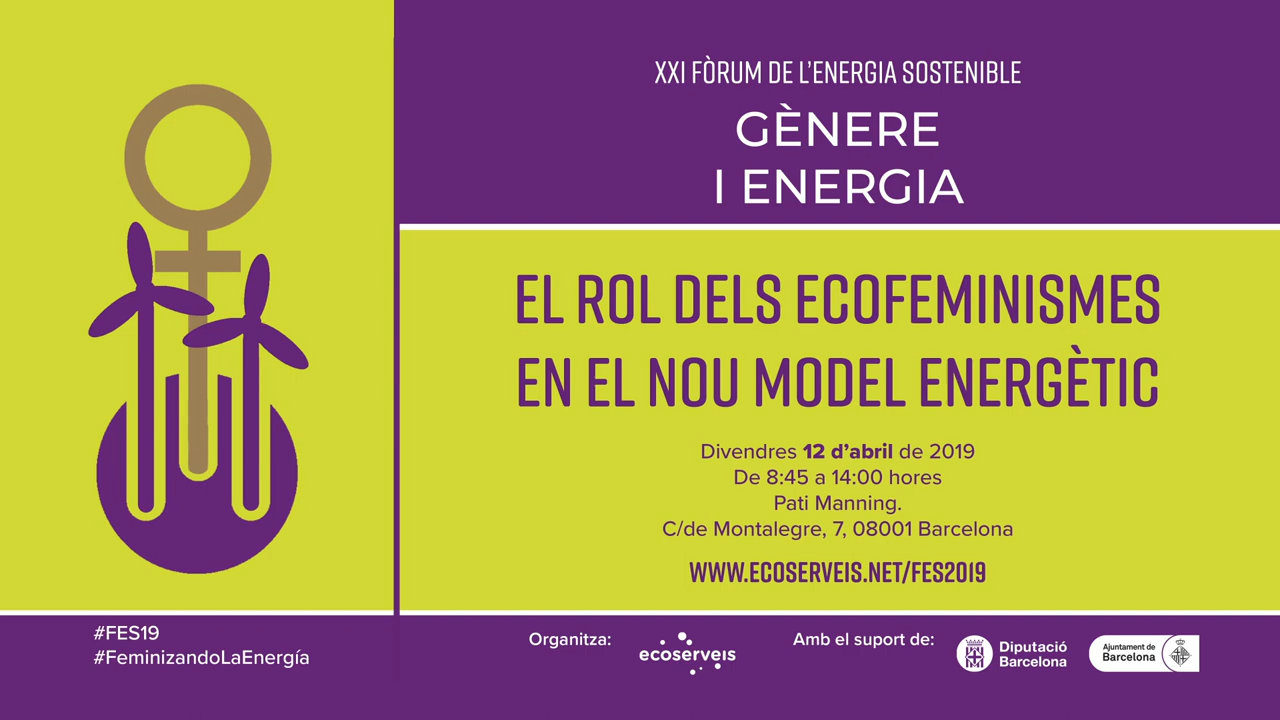 XXI FÒRUM DE L'ENERGIA SOSTENIBLE
GÈNERE
I ENERGIA
EL ROL DELS ECOFEMINISMES
EN EL NOU MODEL ENERGÈTIC
Divendres 12 d'abril de 2019
De 8:45 a 14:00 hores
Pati Manning.
C/de Montalegre, 7, 08001 Barcelona
WWW.ECOSERVEIS.NET/FES2019
#FES19
#FeminizandoLaEnergía
Organitza:
ecoserveis
Amb el suport de:
Diputació
Barcelona
Ajuntament de
Barcelona